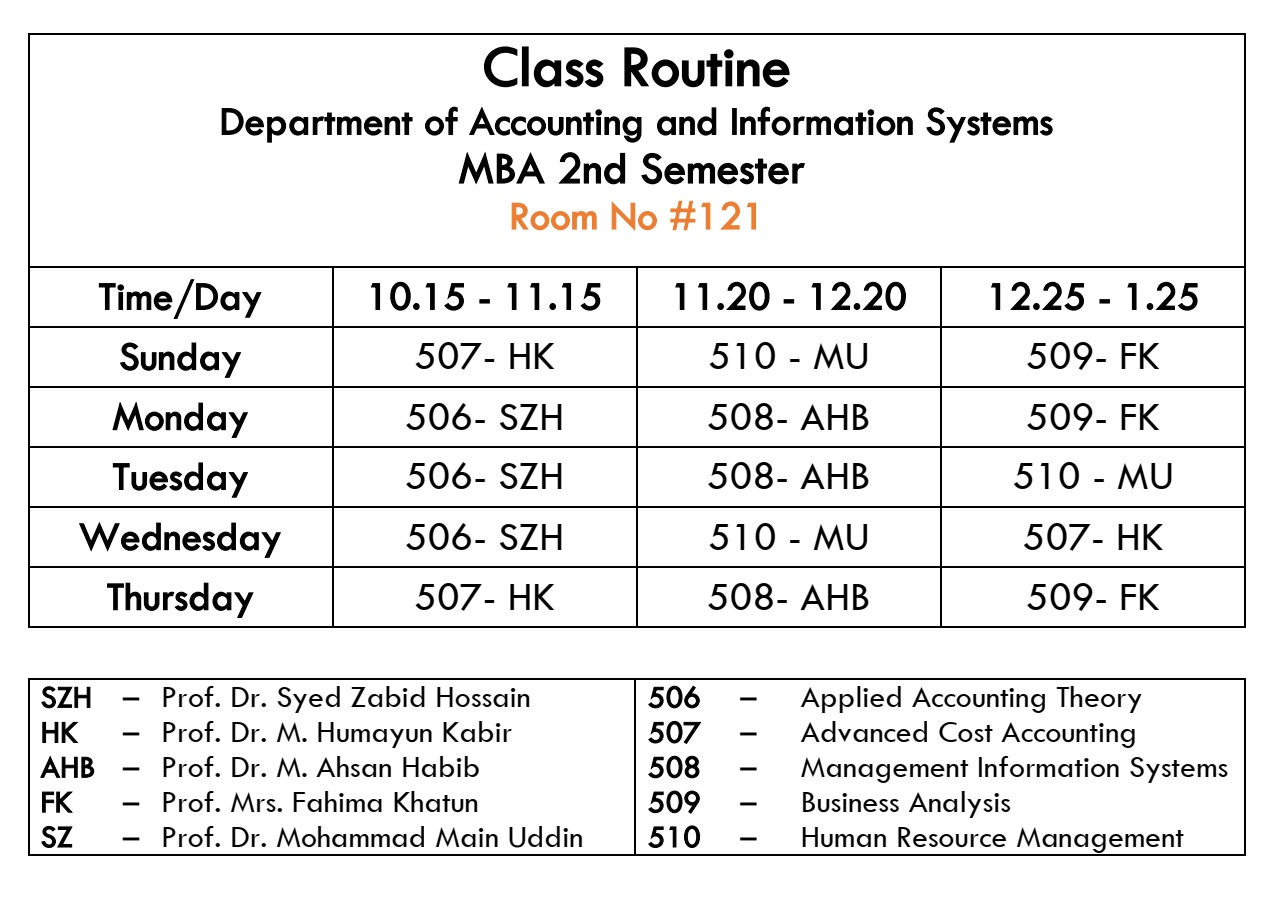 Class Routine
Department of Accounting and Information Systems
MBA 2nd Semester
Room No #121
Time/Day 10.15 - 11.15 11.20 - 12.20 12.25 - 1.25
Sunday 507- HK 510 - MU 509- FK
Monday 506- SZH 508- AHB 509- FK
Tuesday 506- SZH 508- AHB 510 - MU
Wednesday 506- SZH 510 - MU 507- HK
Thursday 507- HK 508- AHB 509- FK
SZH – Prof. Dr. Syed Zabid Hossain 506 – Applied Accounting Theory
HK – Prof. Dr. M. Humayun Kabir 507 – Advanced Cost Accounting
AHB – Prof. Dr. M. Ahsan Habib 508 – Management Information Systems
FK – Prof. Mrs. Fahima Khatun 509 – Business Analysis
SZ – Prof. Dr. Mohammad Main Uddin 510 – Human Resource Management